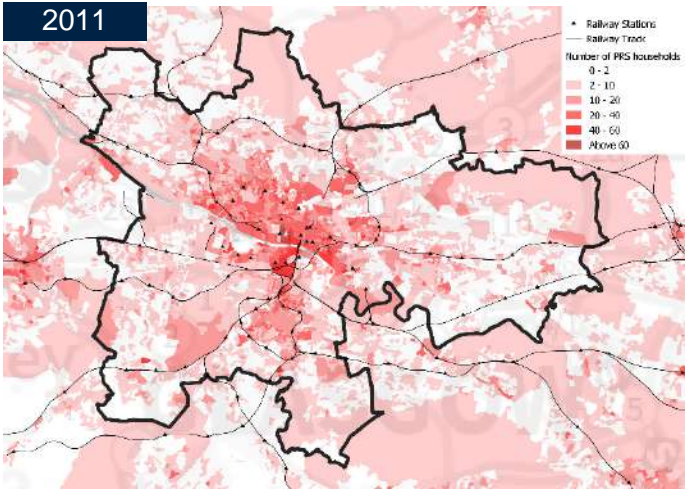 2011
Railway Stations
Railway Track
Number of PRS households
0 - 2
2 - 10
10 - 20
20 - 40
40 - 60
Above 60